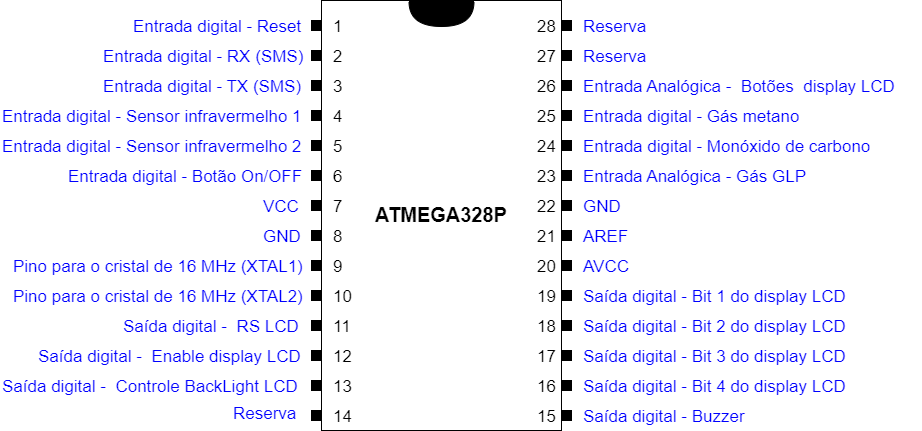 Entrada digital - Reset 1 28 Reserva
Entrada digital - RX (SMS) 2 27 Reserva
Entrada digital - TX (SMS) 3 26 Entrada Analógica - Botões display LCD
Entrada digital - Sensor infravermelho 1 4 25 Entrada digital - Gás metano
Entrada digital - Sensor infravermelho 2 5 24 Entrada digital - Monóxido de carbono
Entrada digital - Botão On/OFF 6 23 Entrada Analógica - Gás GLP
VCC 7 22 GND
ATMEGA328P
GND 8 21 AREF
Pino para o cristal de 16 MHz (XTAL1) 9 20 AVCC
Pino para o cristal de 16 MHz (XTAL2) 10 19 Saída digital - Bit 1 do display LCD
Saída digital - RS LCD 11 18 Saída digital - Bit 2 do display LCD
Saída digital - Enable display LCD 12 17 Saída digital - Bit 3 do display LCD
Saída digital - Controle BackLight LCD 13 16 Saída digital - Bit 4 do display LCD
Reserva 14 15 Saída digital - Buzzer